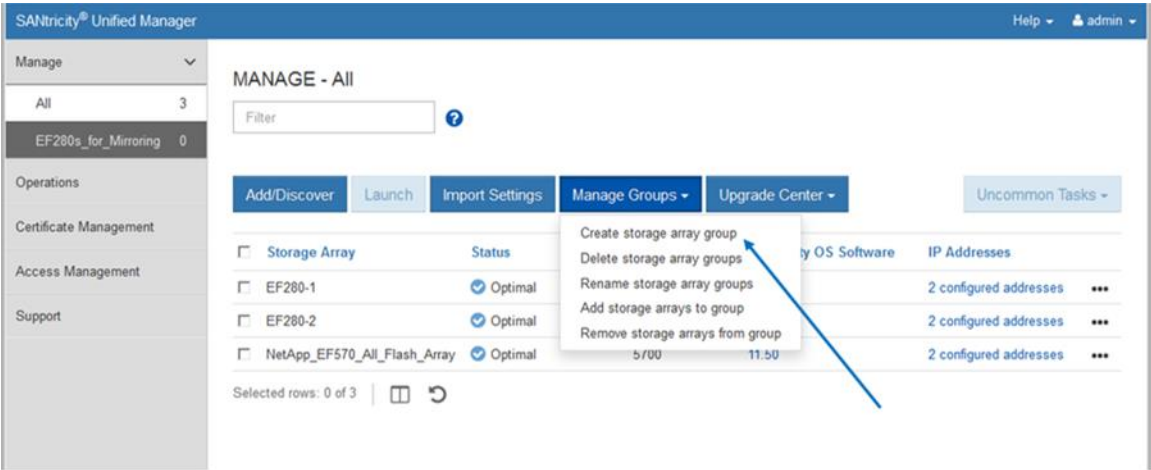 SANtricity® Unified Manager Help admin
Manage
All 3
EF280s_for_Mirroring 0
Operations
Certificate Management
Access Management
Support
MANAGE - All
Filter ?
Add/Discover Launch Import Settings Manage Groups Upgrade Center Uncommon Tasks
Create storage array group
Delete storage array groups
Rename storage array groups
Add storage arrays to group
Remove storage arrays from group
Storage Array Status ty OS Software IP Addresses
EF280-1 Optimal 2 configured addresses •••
EF280-2 Optimal 2 configured addresses •••
NetApp_EF570_All_Flash_Array Optimal 5700 11.50 2 configured addresses •••
Selected rows: 0 of 3